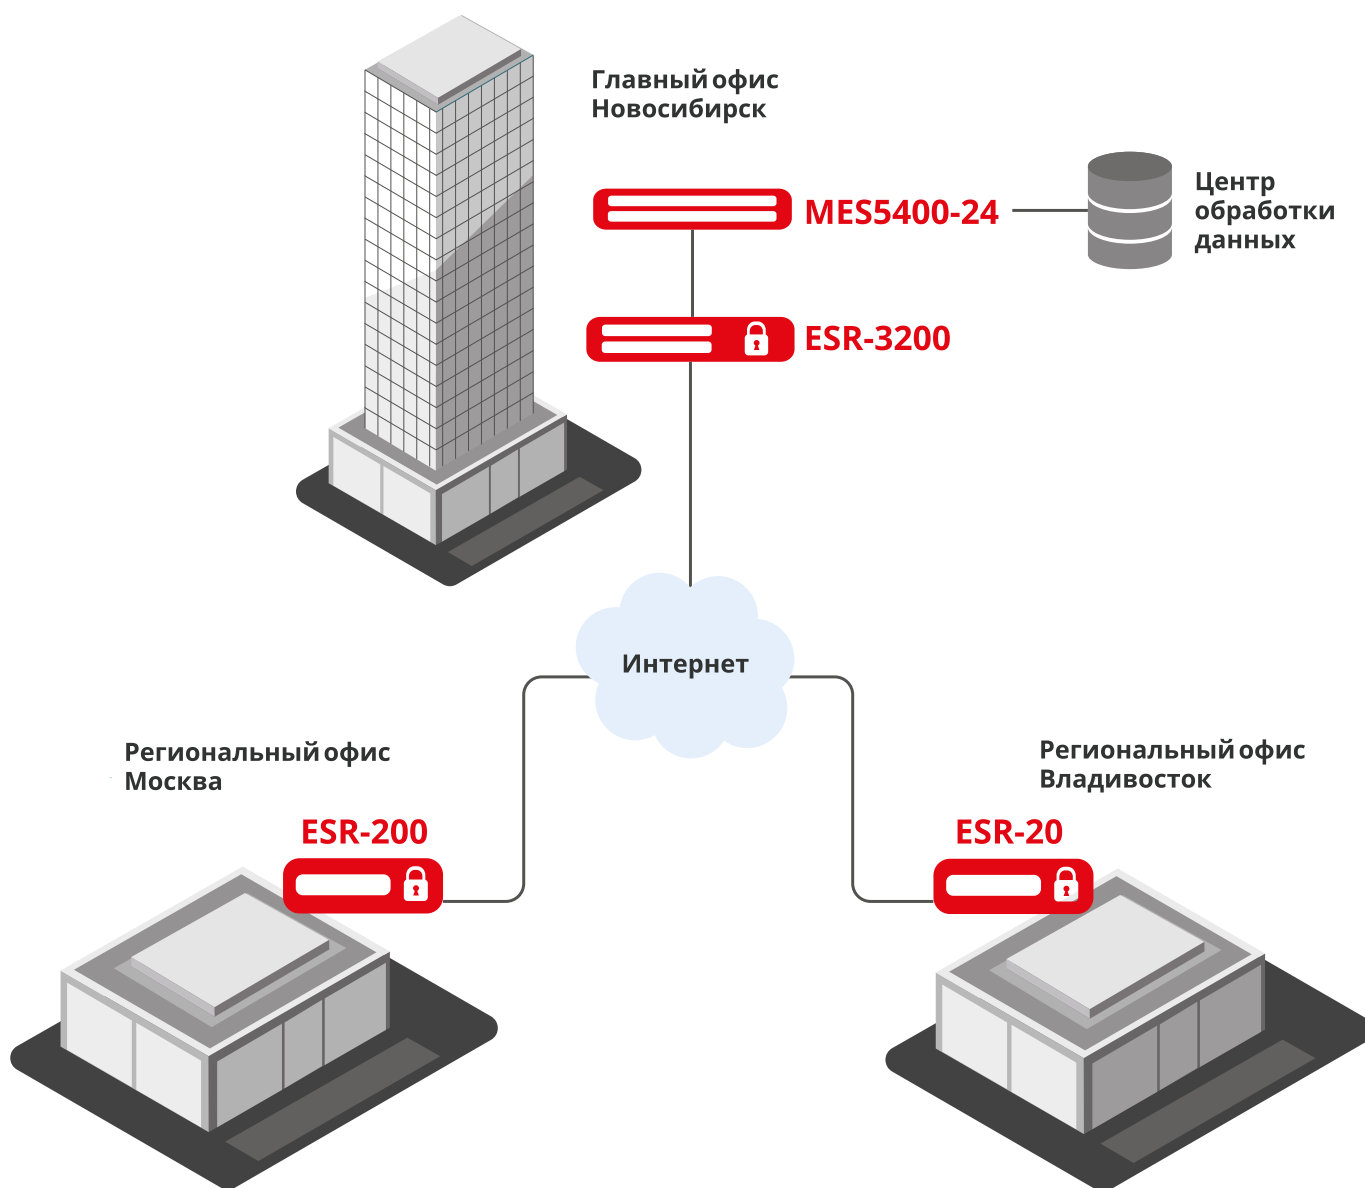 Главный офис
Новосибирск
MES5400-24
Центр
обработки
данных
ESR-3200
Интернет
Региональный офис
Москва
ESR-200
Региональный офис
Владивосток
ESR-20